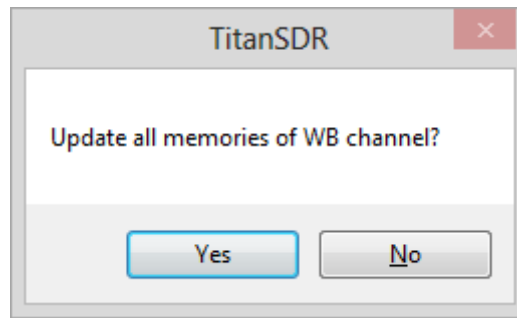 TitanSDR
Update all memories of WB channel?
Yes
No